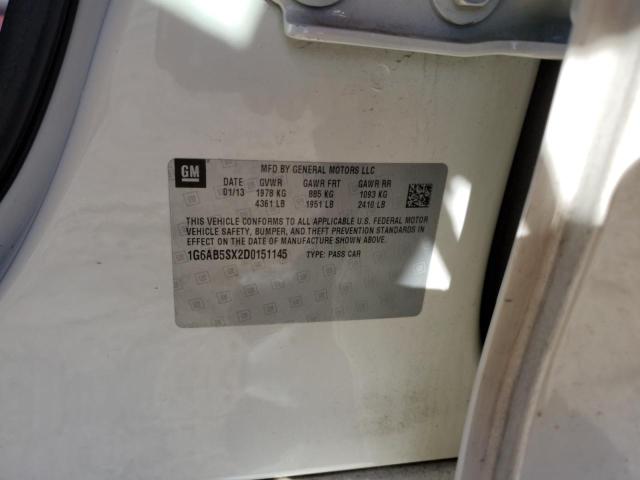 GM
MFD BY GENERAL MOTORS LLC
DATE GVWR GAWR FRT GAWR RR
01/13 1978 KG 885 KG 1093 KG
4361 LB 1951 LB 2410 LB
THIS VEHICLE CONFORMS TO ALL APPLICABLE U.S. FEDERAL MOTOR
VEHICLE SAFETY, BUMPER, AND THEFT PREVENTION STANDARDS IN
EFFECT ON THE DATE OF MANUFACTURE SHOWN ABOVE.
1G6AB5SX2D0151145 TYPE: PASS CAR